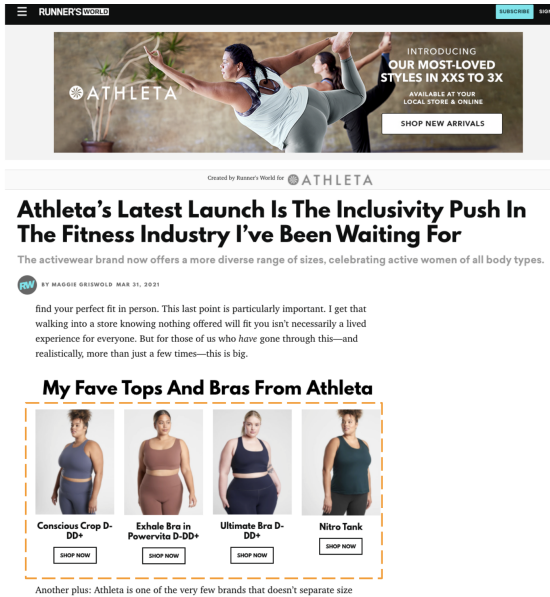 RUNNER'S WORLD
SUBSCRIBE
SIG
INTRODUCING
OUR MOST-LOVED
STYLES IN XXS TO 3X
ATHLETA
AVAILABLE AT YOUR
LOCAL STORE & ONLINE
SHOP NEW ARRIVALS
Created by Runner's World for ATHLETA
Athleta's Latest Launch Is The Inclusivity Push In
The Fitness Industry I've Been Waiting For
The activewear brand now offers a more diverse range of sizes, celebrating active women of all body types.
RW BY MAGGIE GRISWOLD MAR 31, 2021
find your perfect fit in person. This last point is particularly important. I get that
walking into a store knowing nothing offered will fit you isn't necessarily a lived
experience for everyone. But for those of us who have gone through this—and
realistically, more than just a few times—this is big.
My Fave Tops And Bras From Athleta
Conscious Crop D-
DD+
SHOP NOW
Exhale Bra in
Powervita D-DD+
SHOP NOW
Ultimate Bra D-
DD+
SHOP NOW
Nitro Tank
SHOP NOW
Another plus: Athleta is one of the very few brands that doesn't separate size